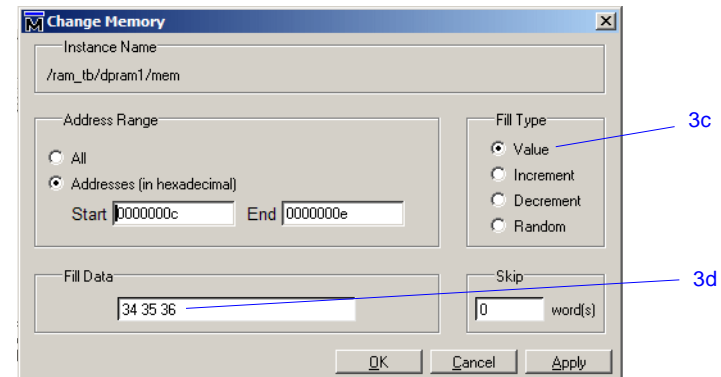 Change Memory
Instance Name
/ram_tb/dpram1/mem
Address Range
All
Addresses (in hexadecimal)
Start 0000000c End 0000000e
Fill Type
Value
Increment
Decrement
Random
3c
Fill Data
34 35 36
Skip
0 word(s)
3d
OK Cancel Apply